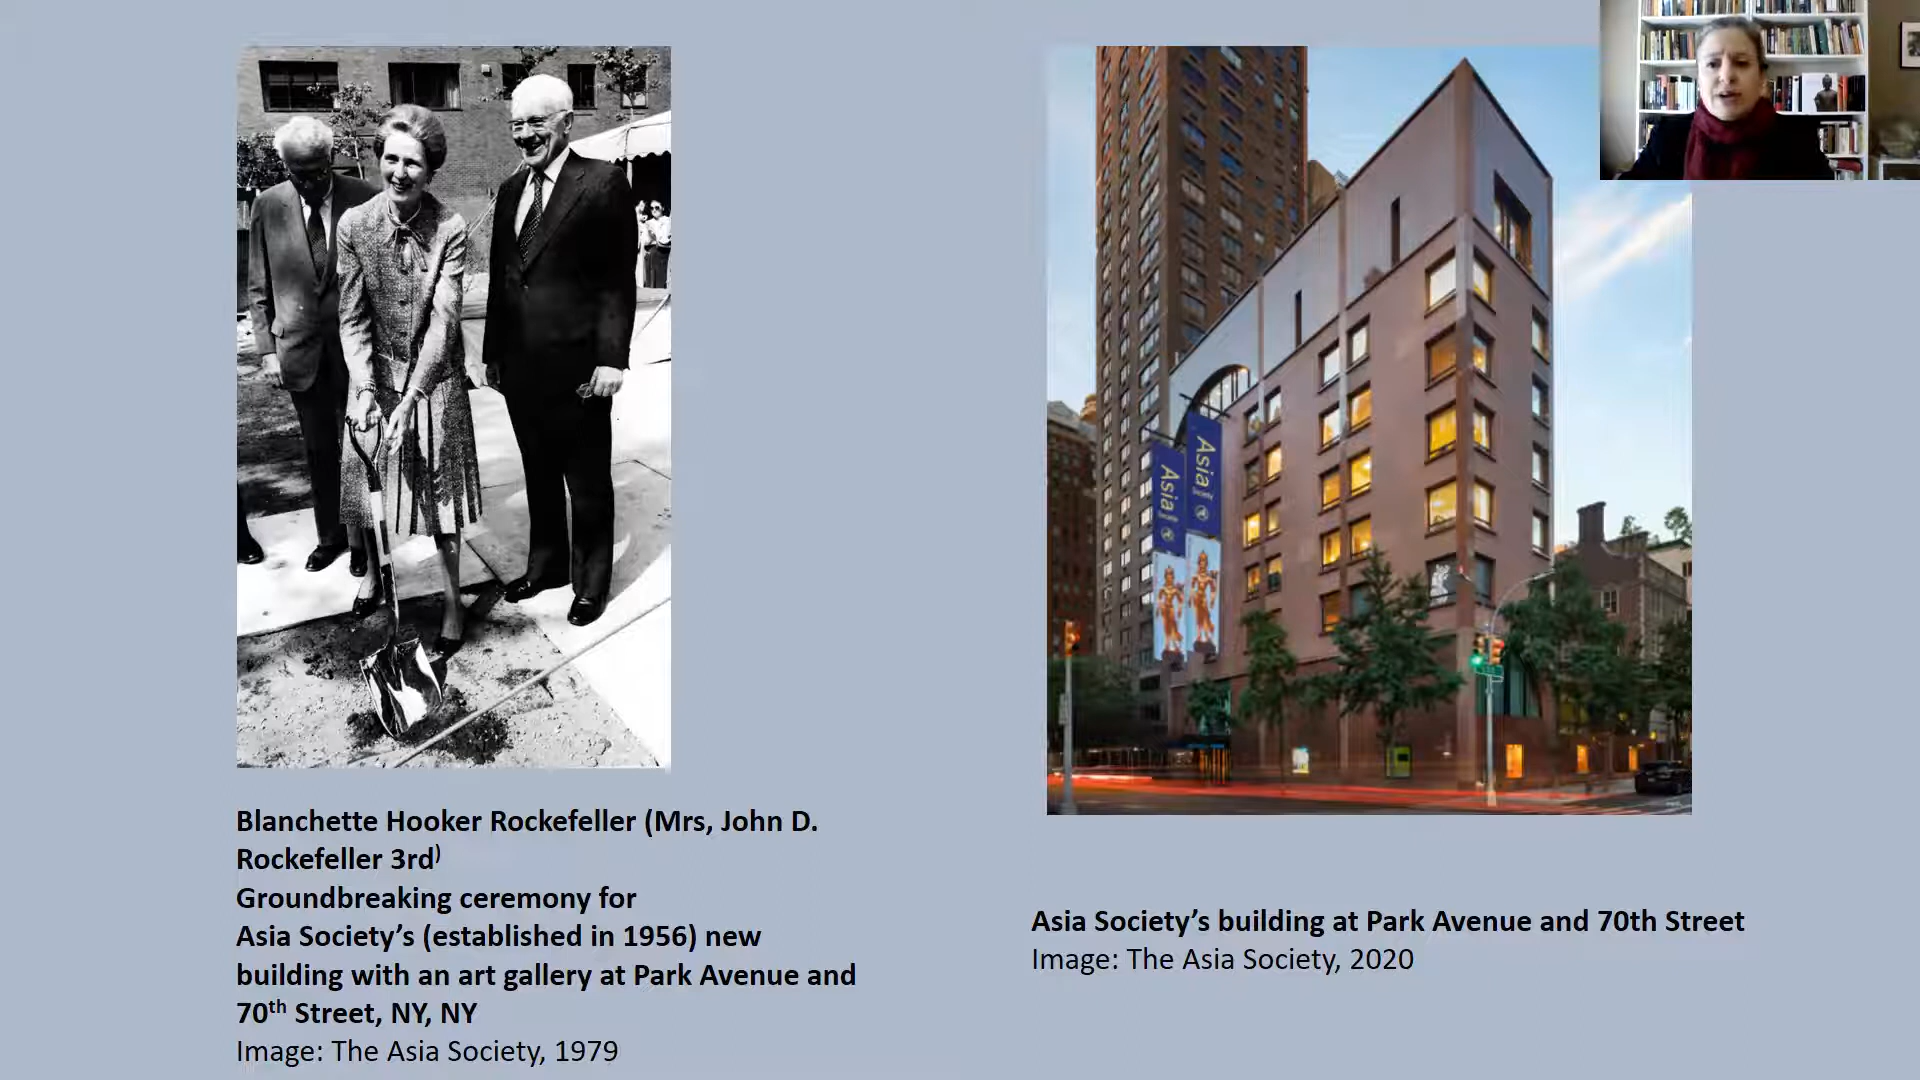 Blanchette Hooker Rockefeller (Mrs, John D.
Rockefeller 3rd)
Groundbreaking ceremony for
Asia Society’s (established in 1956) new
building with an art gallery at Park Avenue and
70th Street, NY, NY
Image: The Asia Society, 1979
Asia
Society
Asia
Society
Asia Society’s building at Park Avenue and 70th Street
Image: The Asia Society, 2020